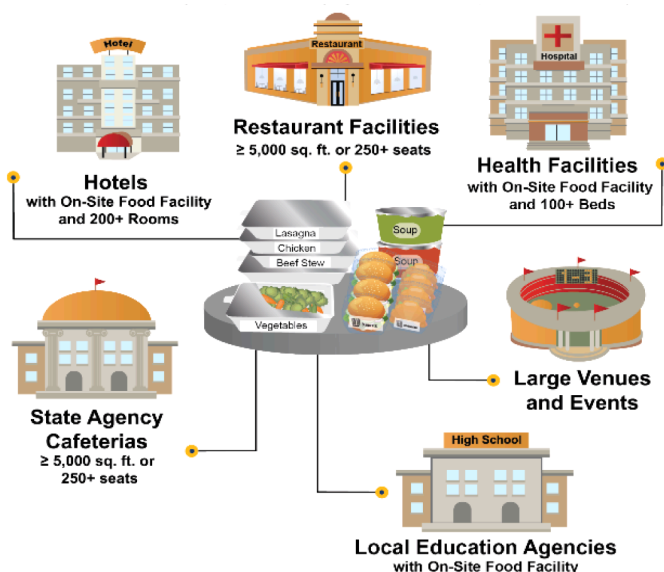 Hotel
Restaurant
Hospital
Restaurant Facilities
≥ 5,000 sq. ft. or 250+ seats
Hotels
with On-Site Food Facility
and 200+ Rooms
Health Facilities
with On-Site Food Facility
and 100+ Beds
Lasagna
Chicken
Beef Stew
Vegetables
Soup
Soup
State Agency
Cafeterias
≥ 5,000 sq. ft. or
250+ seats
Large Venues
and Events
High School
Local Education Agencies
with On-Site Food Facility